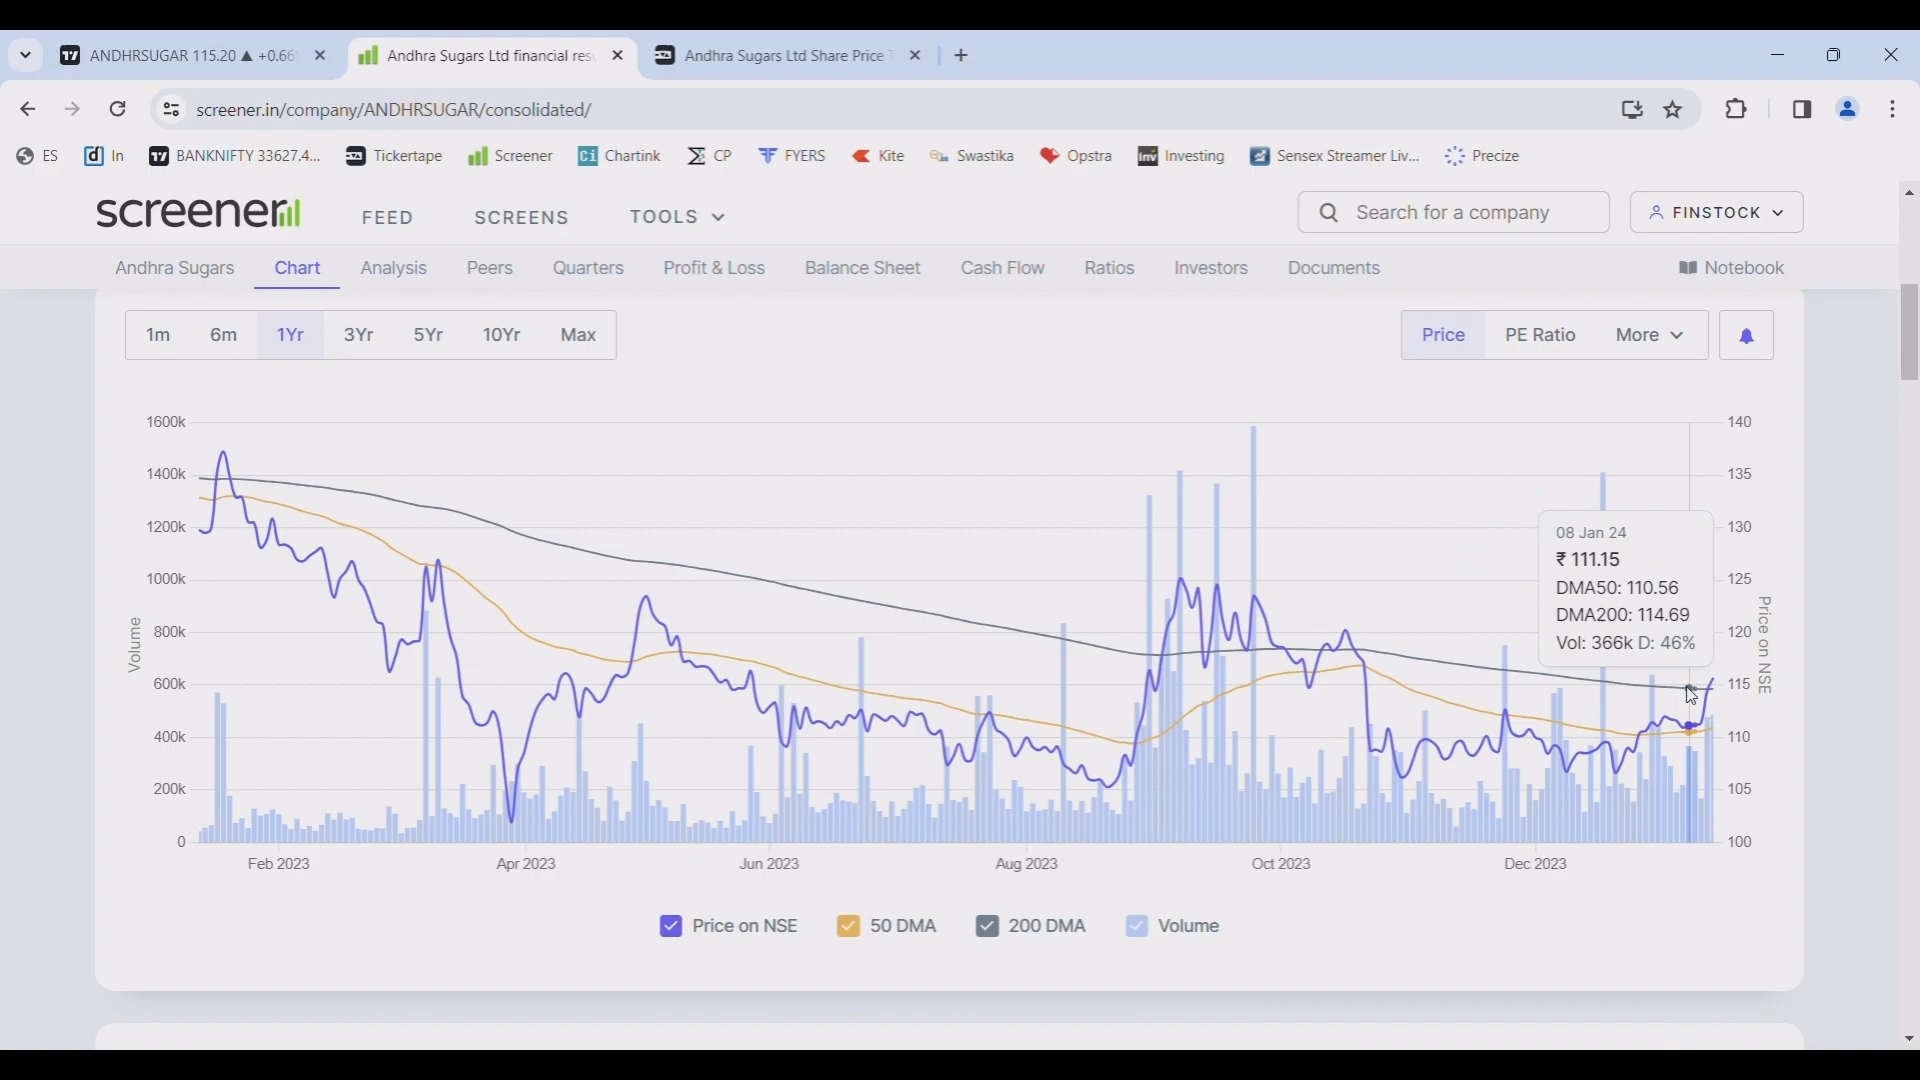 ANDHRSUGAR 115.20 ▲ +0.66
Andhra Sugars Ltd financial res
Andhra Sugars Ltd Share Price
screener.in/company/ANDHRSUGAR/consolidated/
ES In BANKNIFTY 33627.4... Tickertape Screener Chartink CP FYERS Kite Swastika Opstra Investing Sensex Streamer Liv... Precize
screener FEED SCREENS TOOLS Search for a company FINSTOCK
Andhra Sugars Chart Analysis Peers Quarters Profit & Loss Balance Sheet Cash Flow Ratios Investors Documents Notebook
1m 6m 1Yr 3Yr 5Yr 10Yr Max Price PE Ratio More
1600k 140
1400k 135
1200k 130
1000k 125
800k 120
600k 115
400k 110
200k 105
0 100
Volume
Price on NSE
08 Jan 24
₹ 111.15
DMA50: 110.56
DMA200: 114.69
Vol: 366k D: 46%
Feb 2023 Apr 2023 Jun 2023 Aug 2023 Oct 2023 Dec 2023
Price on NSE 50 DMA 200 DMA Volume